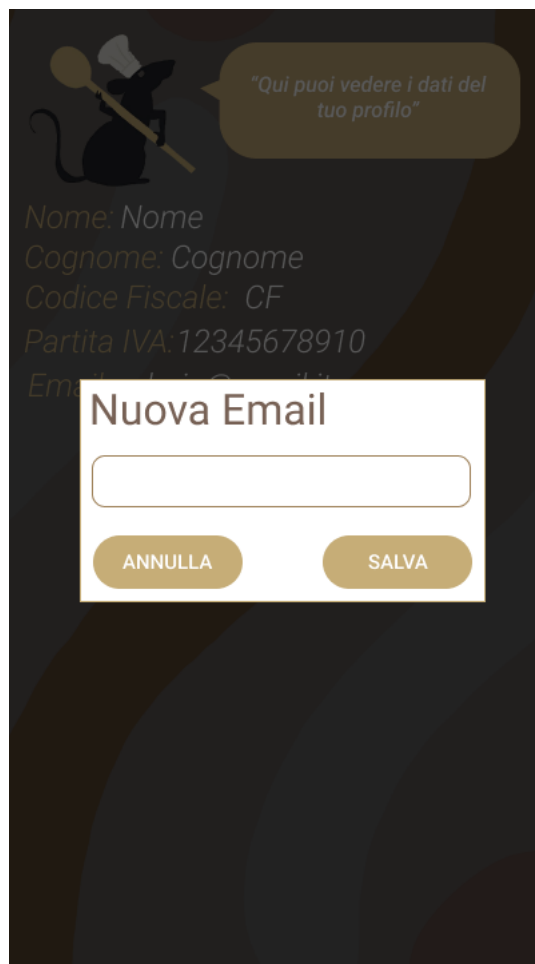 "Qui puoi vedere i dati del
tuo profilo"
Nome: Nome
Cognome: Cognome
Codice Fiscale: CF
Partita IVA: 12345678910
Nuova Email
ANNULLA
SALVA